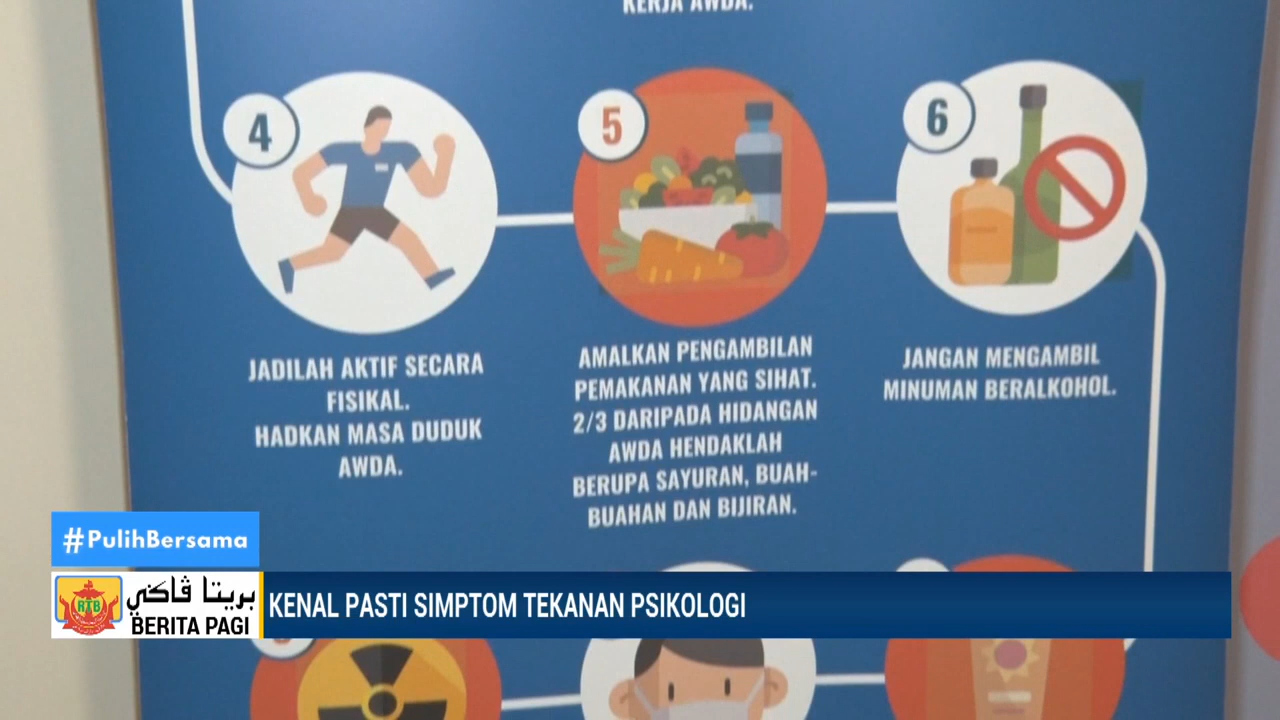 KERJA AWDA.
4
JADILAH AKTIF SECARA
FISIKAL.
HADKAN MASA DUDUK
AWDA.
5
AMALKAN PENGAMBILAN
PEMAKANAN YANG SIHAT.
2/3 DARIPADA HIDANGAN
AWDA HENDAKLAH
BERUPA SAYURAN, BUAH-
BUAHAN DAN BIJIRAN.
6
JANGAN MENGAMBIL
MINUMAN BERALKOHOL.
#PulihBersama
RTB
بريتا ڤاݢي
BERITA PAGI
KENAL PASTI SIMPTOM TEKANAN PSIKOLOGI